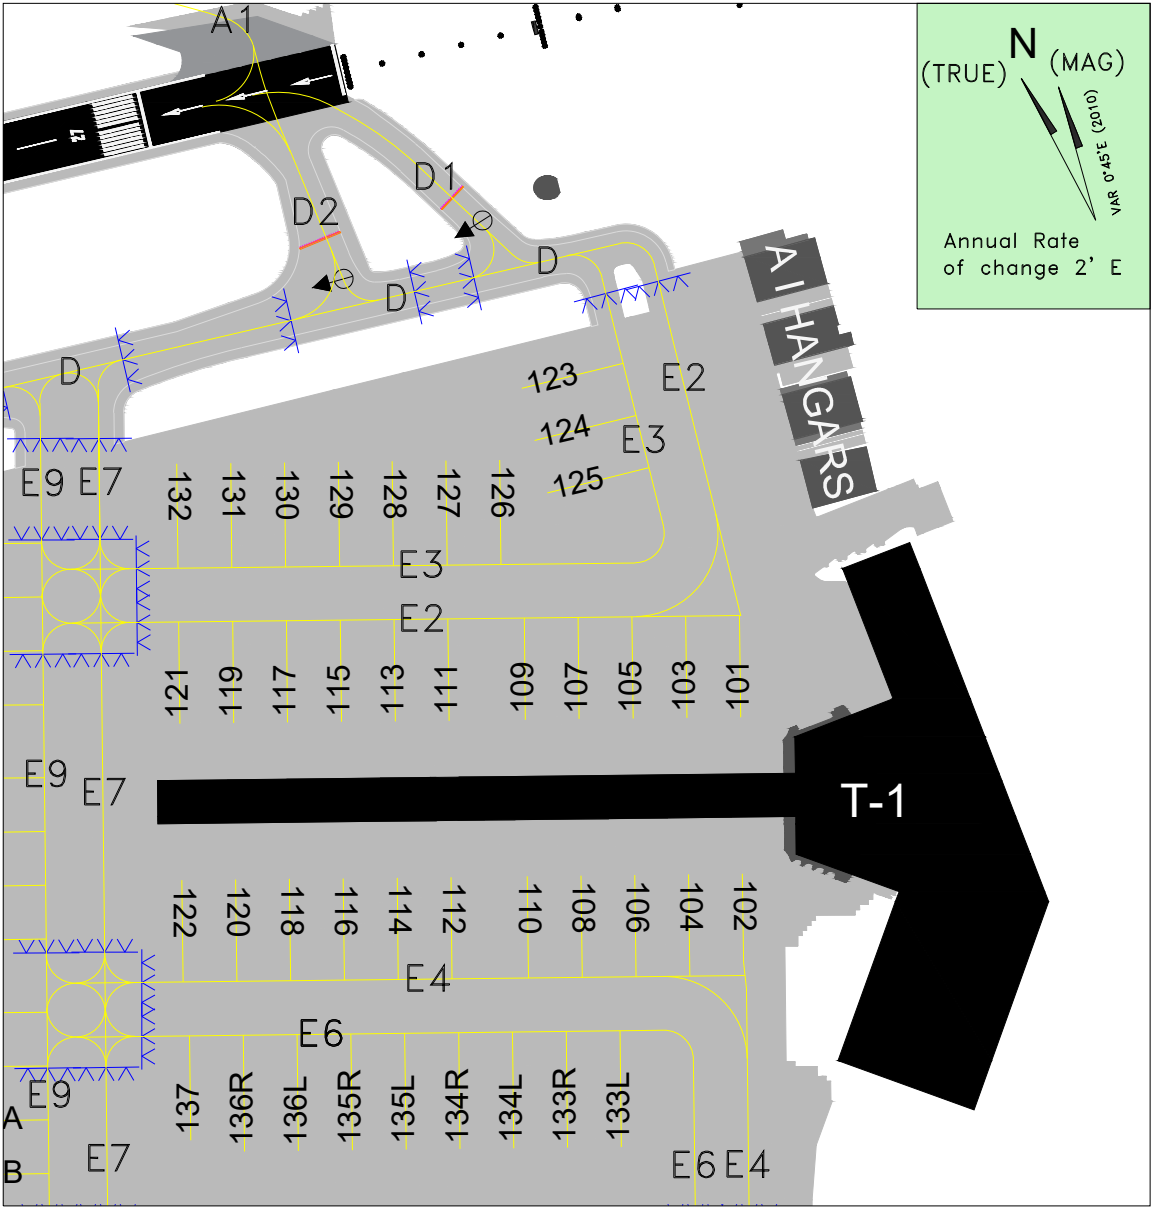 A1
N
(TRUE)
(MAG)
VAR 0°45'E (2010)
Annual Rate
of change 2' E
27
D1
D2
D
D
D
AI HANGARS
123
124
125
E2
E3
E9
E7
132
131
130
129
128
127
126
E3
E2
121
119
117
115
113
111
109
107
105
103
101
E9
E7
T-1
122
120
118
116
114
112
110
108
106
104
102
E4
E6
137
136R
136L
135R
135L
134R
134L
133R
133L
E9
A
B
E7
E6
E4